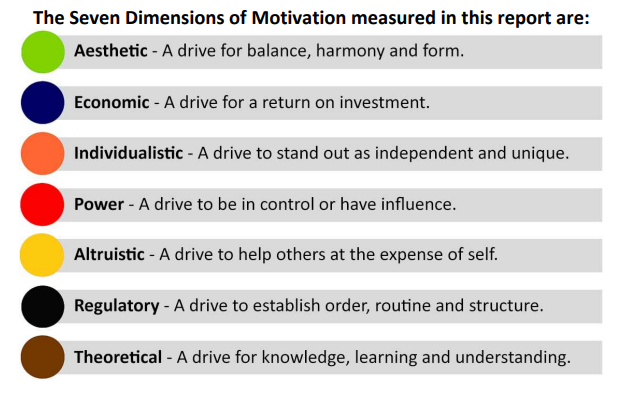 The Seven Dimensions of Motivation measured in this report are:
Aesthetic - A drive for balance, harmony and form.
Economic - A drive for a return on investment.
Individualistic - A drive to stand out as independent and unique.
Power - A drive to be in control or have influence.
Altruistic - A drive to help others at the expense of self.
Regulatory - A drive to establish order, routine and structure.
Theoretical - A drive for knowledge, learning and understanding.